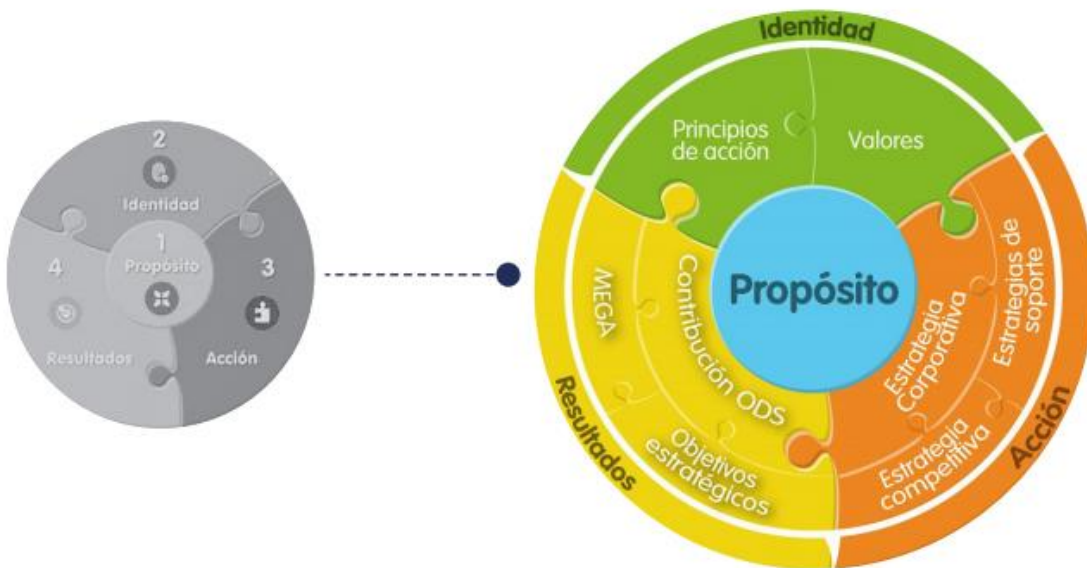 2
Identidad
1
Propósito
4
Resultados
3
Acción
Identidad
Principios
de acción
Valores
Propósito
MEGA
Contribución ODS
Objetivos
estratégicos
Resultados
Estrategia
Corporativa
Estrategias de
soporte
Estrategia
competitiva
Acción